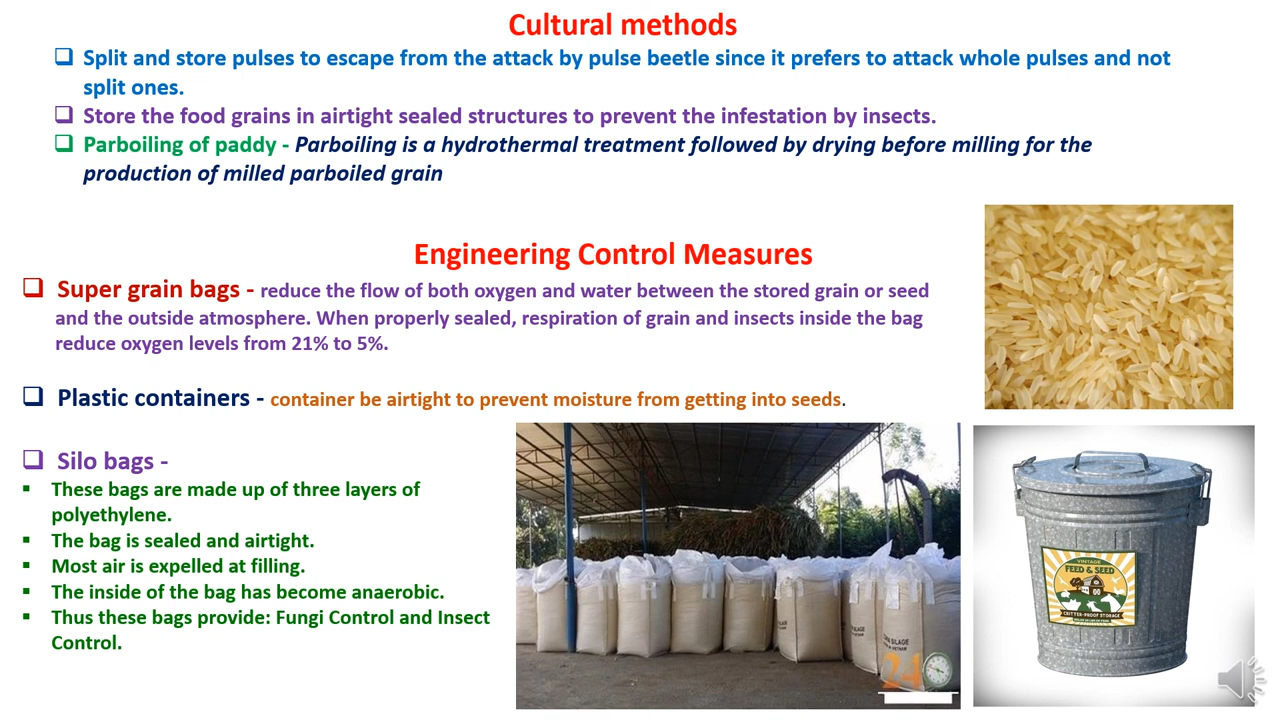 Cultural methods
Split and store pulses to escape from the attack by pulse beetle since it prefers to attack whole pulses and not
split ones.
Store the food grains in airtight sealed structures to prevent the infestation by insects.
Parboiling of paddy - Parboiling is a hydrothermal treatment followed by drying before milling for the
production of milled parboiled grain
Engineering Control Measures
Super grain bags - reduce the flow of both oxygen and water between the stored grain or seed
and the outside atmosphere. When properly sealed, respiration of grain and insects inside the bag
reduce oxygen levels from 21% to 5%.
Plastic containers - container be airtight to prevent moisture from getting into seeds.
Silo bags -
These bags are made up of three layers of
polyethylene.
The bag is sealed and airtight.
Most air is expelled at filling.
The inside of the bag has become anaerobic.
Thus these bags provide: Fungi Control and Insect
Control.
SILAGE
24
VINTAGE
FEED & SEED
CRITTER-PROOF STORAGE